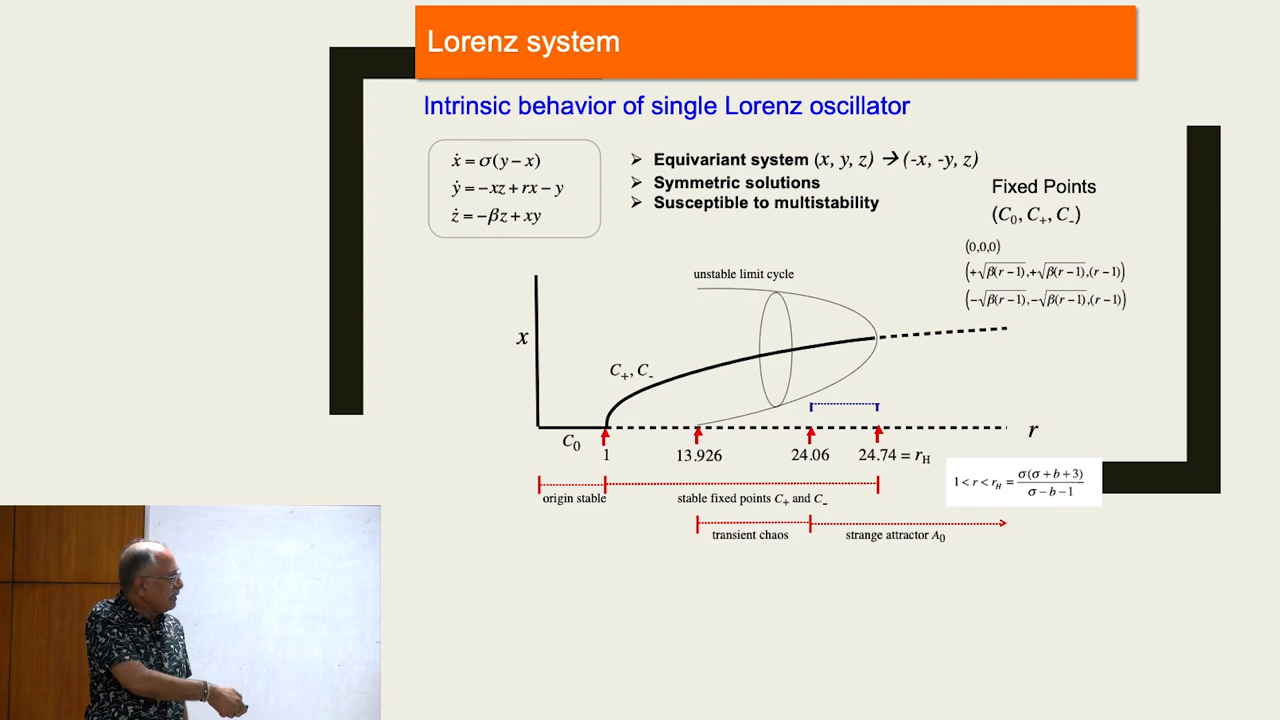 Lorenz system
Intrinsic behavior of single Lorenz oscillator
ẋ = σ(y − x)
ẏ = −xz + rx − y
ż = −βz + xy
➢ Equivariant system (x, y, z) → (-x, -y, z)
➢ Symmetric solutions
➢ Susceptible to multistability
Fixed Points
(C₀, C₊, C₋)
(0,0,0)
(+√β(r−1),+√β(r−1),(r−1))
(−√β(r−1),−√β(r−1),(r−1))
unstable limit cycle
x
C₊, C₋
C₀
r
1
13.926
24.06
24.74 = r_H
1 < r < r_H = σ(σ + b + 3) / σ − b − 1
origin stable
stable fixed points C₊ and C₋
transient chaos
strange attractor A₀